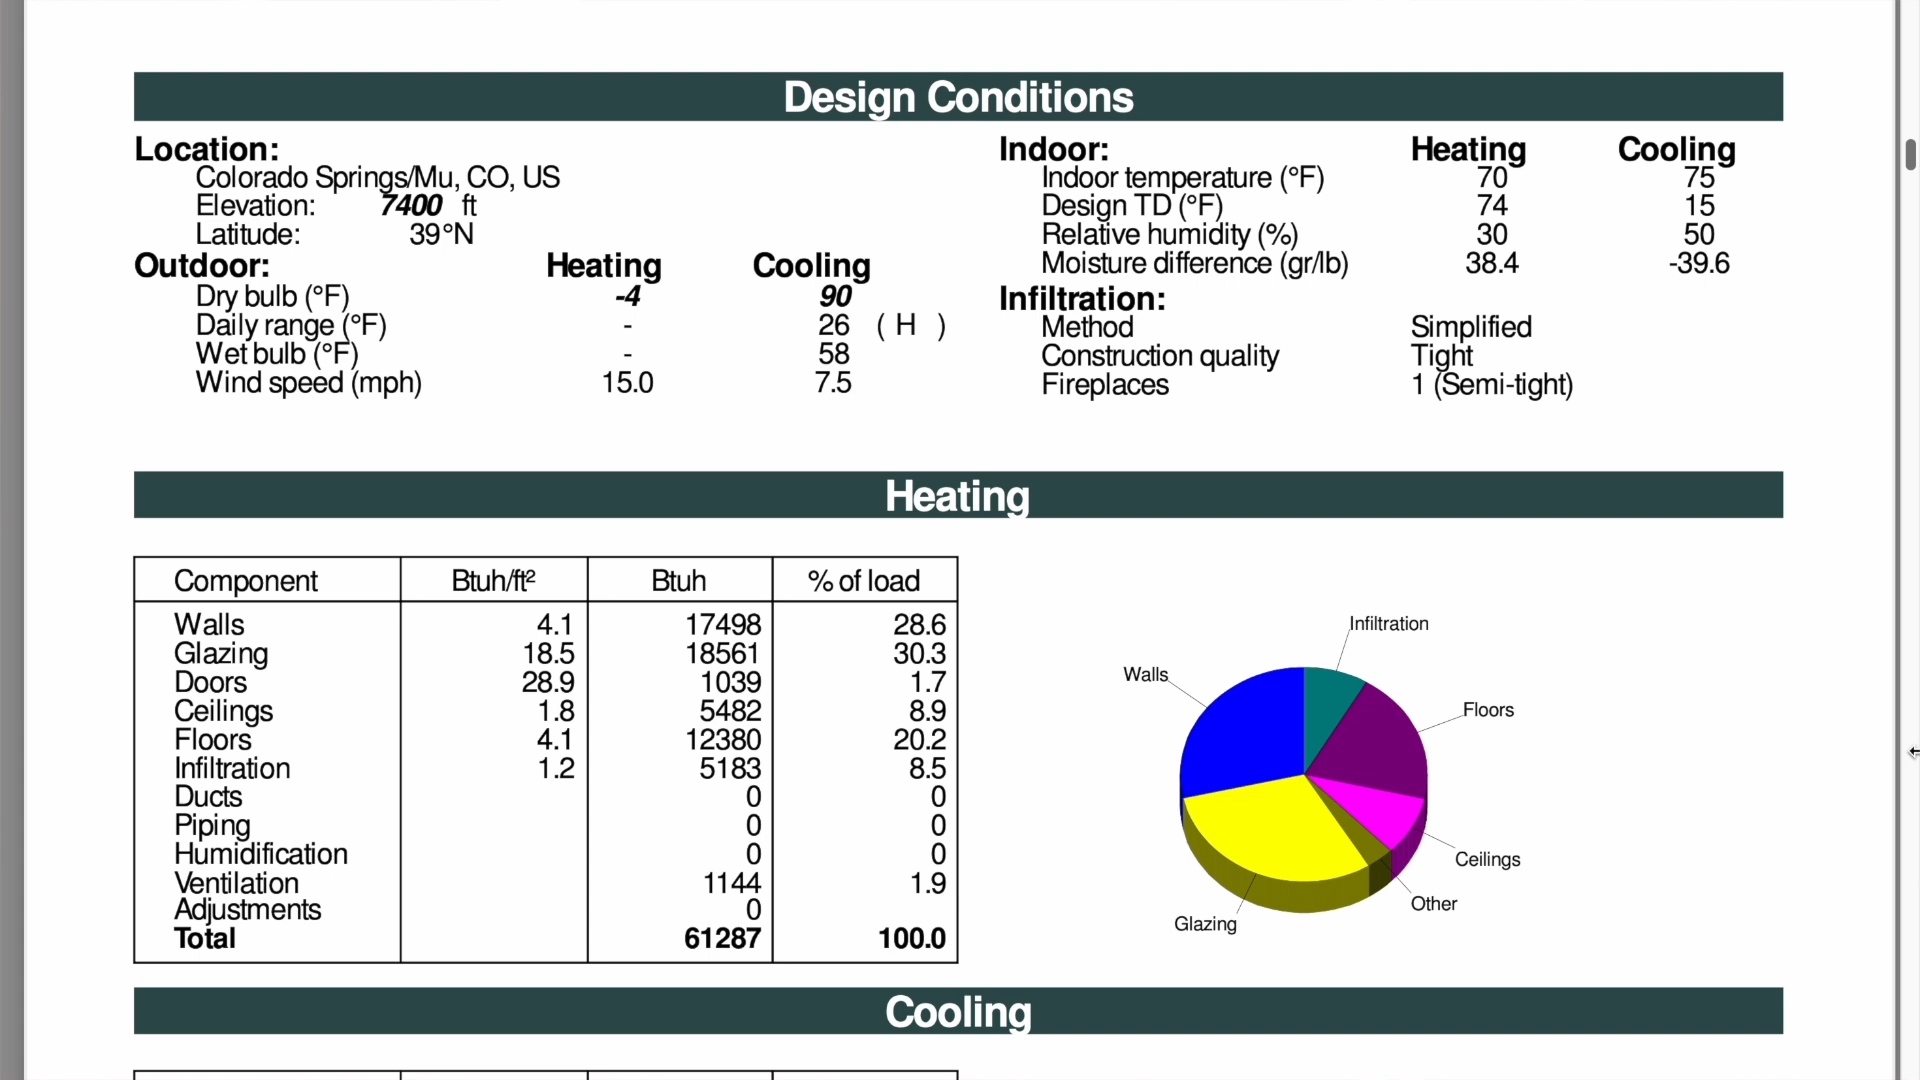 Design Conditions
Location:
Colorado Springs/Mu, CO, US
Elevation: 7400 ft
Latitude: 39°N
Outdoor: Heating Cooling
Dry bulb (°F) -4 90
Daily range (°F) - 26 ( H )
Wet bulb (°F) - 58
Wind speed (mph) 15.0 7.5
Indoor: Heating Cooling
Indoor temperature (°F) 70 75
Design TD (°F) 74 15
Relative humidity (%) 30 50
Moisture difference (gr/lb) 38.4 -39.6
Infiltration:
Method Simplified
Construction quality Tight
Fireplaces 1 (Semi-tight)
Heating
Component Btuh/ft² Btuh % of load
Walls 4.1 17498 28.6
Glazing 18.5 18561 30.3
Doors 28.9 1039 1.7
Ceilings 1.8 5482 8.9
Floors 4.1 12380 20.2
Infiltration 1.2 5183 8.5
Ducts 0 0
Piping 0 0
Humidification 0 0
Ventilation 1144 1.9
Adjustments 0
Total 61287 100.0
Infiltration
Walls
Floors
Ceilings
Other
Glazing
Cooling